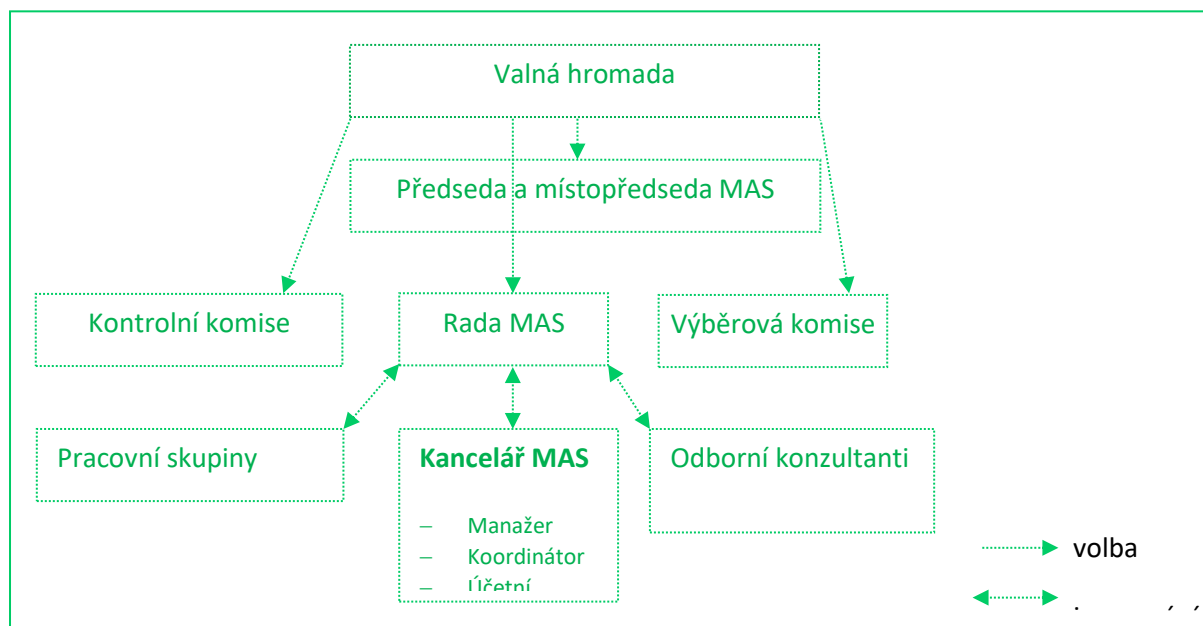 Valná hromada
Předseda a místopředseda MAS
Kontrolní komise
Rada MAS
Výběrová komise
Pracovní skupiny
Kancelář MAS
Odborní konzultanti
– Manažer
– Koordinátor
– Účetní
volba